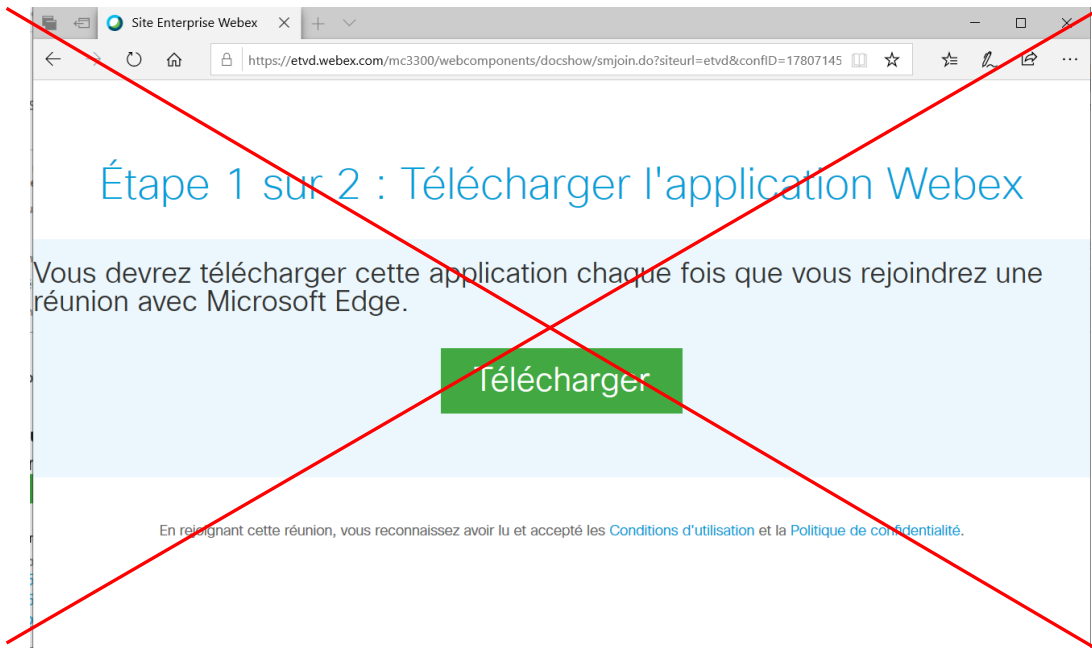 Site Enterprise Webex
https://etvd.webex.com/mc3300/webcomponents/docshow/smjoin.do?siteurl=etvd&confID=17807145
Étape 1 sur 2 : Télécharger l'application Webex
Vous devrez télécharger cette application chaque fois que vous rejoindrez une
réunion avec Microsoft Edge.
Télécharger
En rejoignant cette réunion, vous reconnaissez avoir lu et accepté les Conditions d'utilisation et la Politique de confidentialité.